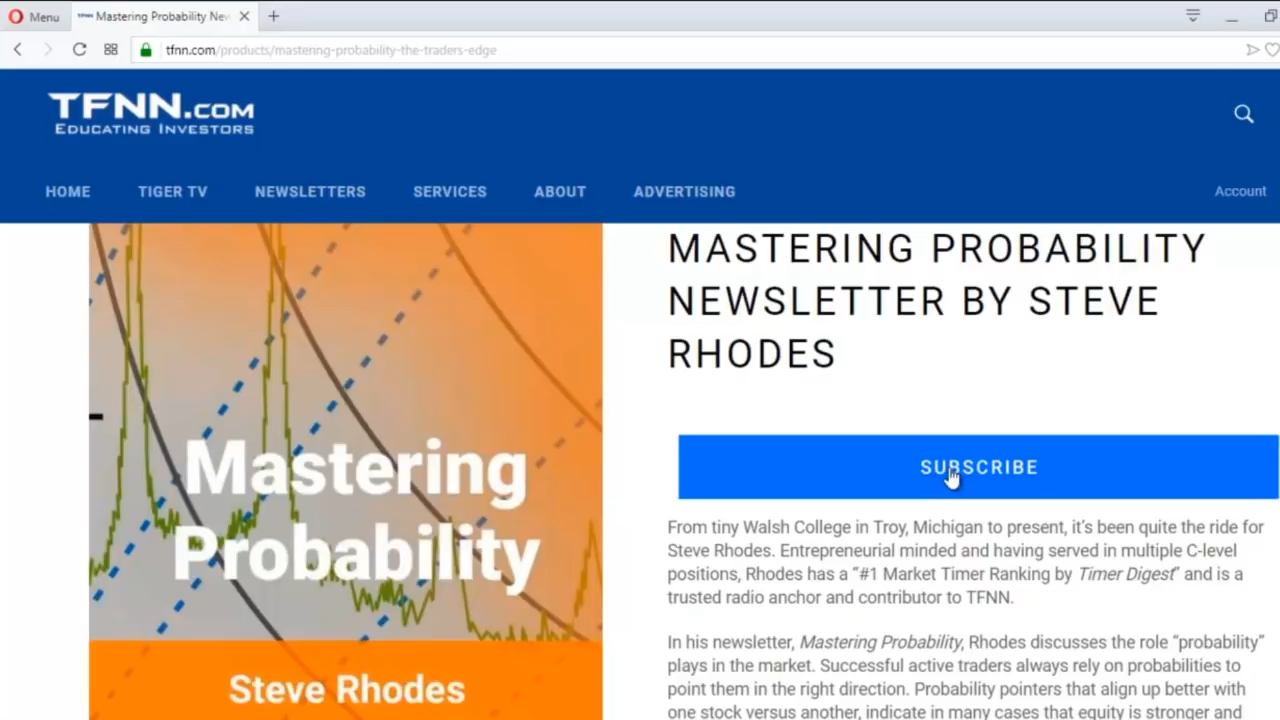 Menu
TFNN Mastering Probability New
tfnn.com/products/mastering-probability-the-traders-edge
TFNN.COM
EDUCATING INVESTORS
HOME
TIGER TV
NEWSLETTERS
SERVICES
ABOUT
ADVERTISING
Account
MASTERING PROBABILITY
NEWSLETTER BY STEVE
RHODES
SUBSCRIBE
Mastering
Probability
Steve Rhodes
From tiny Walsh College in Troy, Michigan to present, it's been quite the ride for
Steve Rhodes. Entrepreneurial minded and having served in multiple C-level
positions, Rhodes has a “#1 Market Timer Ranking by Timer Digest” and is a
trusted radio anchor and contributor to TFNN.
In his newsletter, Mastering Probability, Rhodes discusses the role “probability”
plays in the market. Successful active traders always rely on probabilities to
point them in the right direction. Probability pointers that align up better with
one stock versus another, indicate in many cases that equity is stronger and